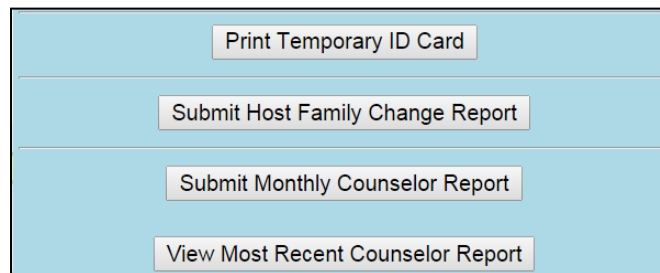 Print Temporary ID Card
Submit Host Family Change Report
Submit Monthly Counselor Report
View Most Recent Counselor Report